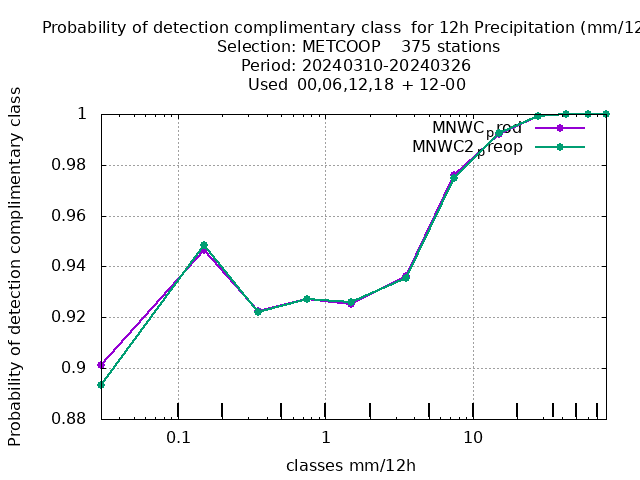 Probability of detection complimentary class  for 12h Precipitation (mm/12
Selection: METCOOP    375 stations
Period: 20240310-20240326
Used  00,06,12,18  + 12-00
Probability of detection complimentary class
1
0.98
0.96
0.94
0.92
0.9
0.88
MNWC_prod
MNWC2_preop
0.1
1
10
classes mm/12h